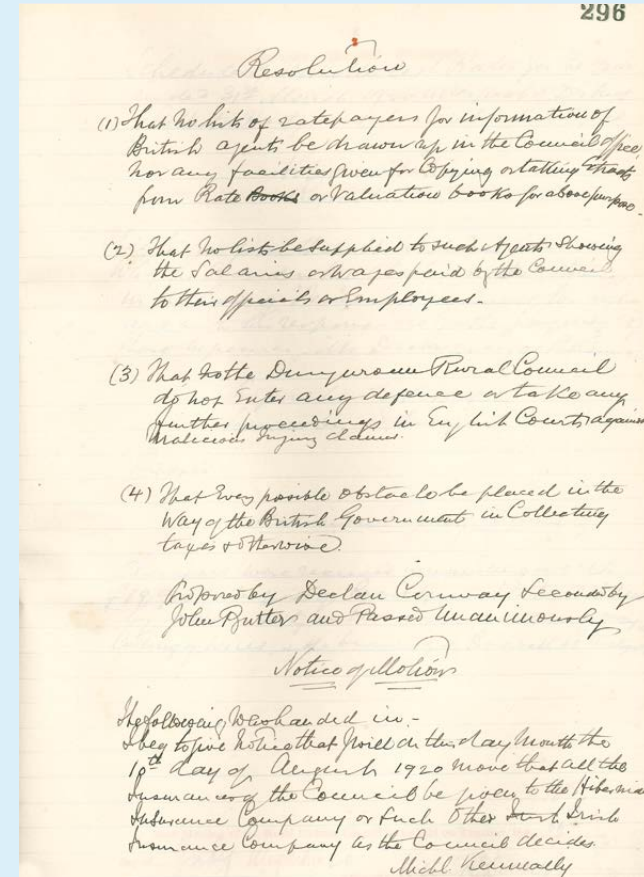 296
Resolution
(1) That No lists of ratepayers for information of
British agents be drawn up in the Council office
Nor any facilities given for Copying or taking extracts
from Rate Books or Valuation books for above purpose
(2) That No lists be supplied to such Agents Showing
the Salaries or wages paid by the Council
to their officials or Employees.
(3) That the Dungarvan Rural Council
do not Enter any defence or take any
further proceedings in English Courts against
malicious injury claims.
(4) That Every possible obstacle be placed in the
Way of the British Government in Collecting
taxes & otherwise.
Proposed by Declan Conway Seconded by
John Butler and Passed Unanimously
Notice of Motion
The following was handed in.-
I beg to give Notice that I will on this day Month the
10th day of August 1920 move that all the
Insurances of the Council be given to the Hibernian
Insurance Company or Such Other Irish
Insurance Company as the Council decides.
Michl Kenneally